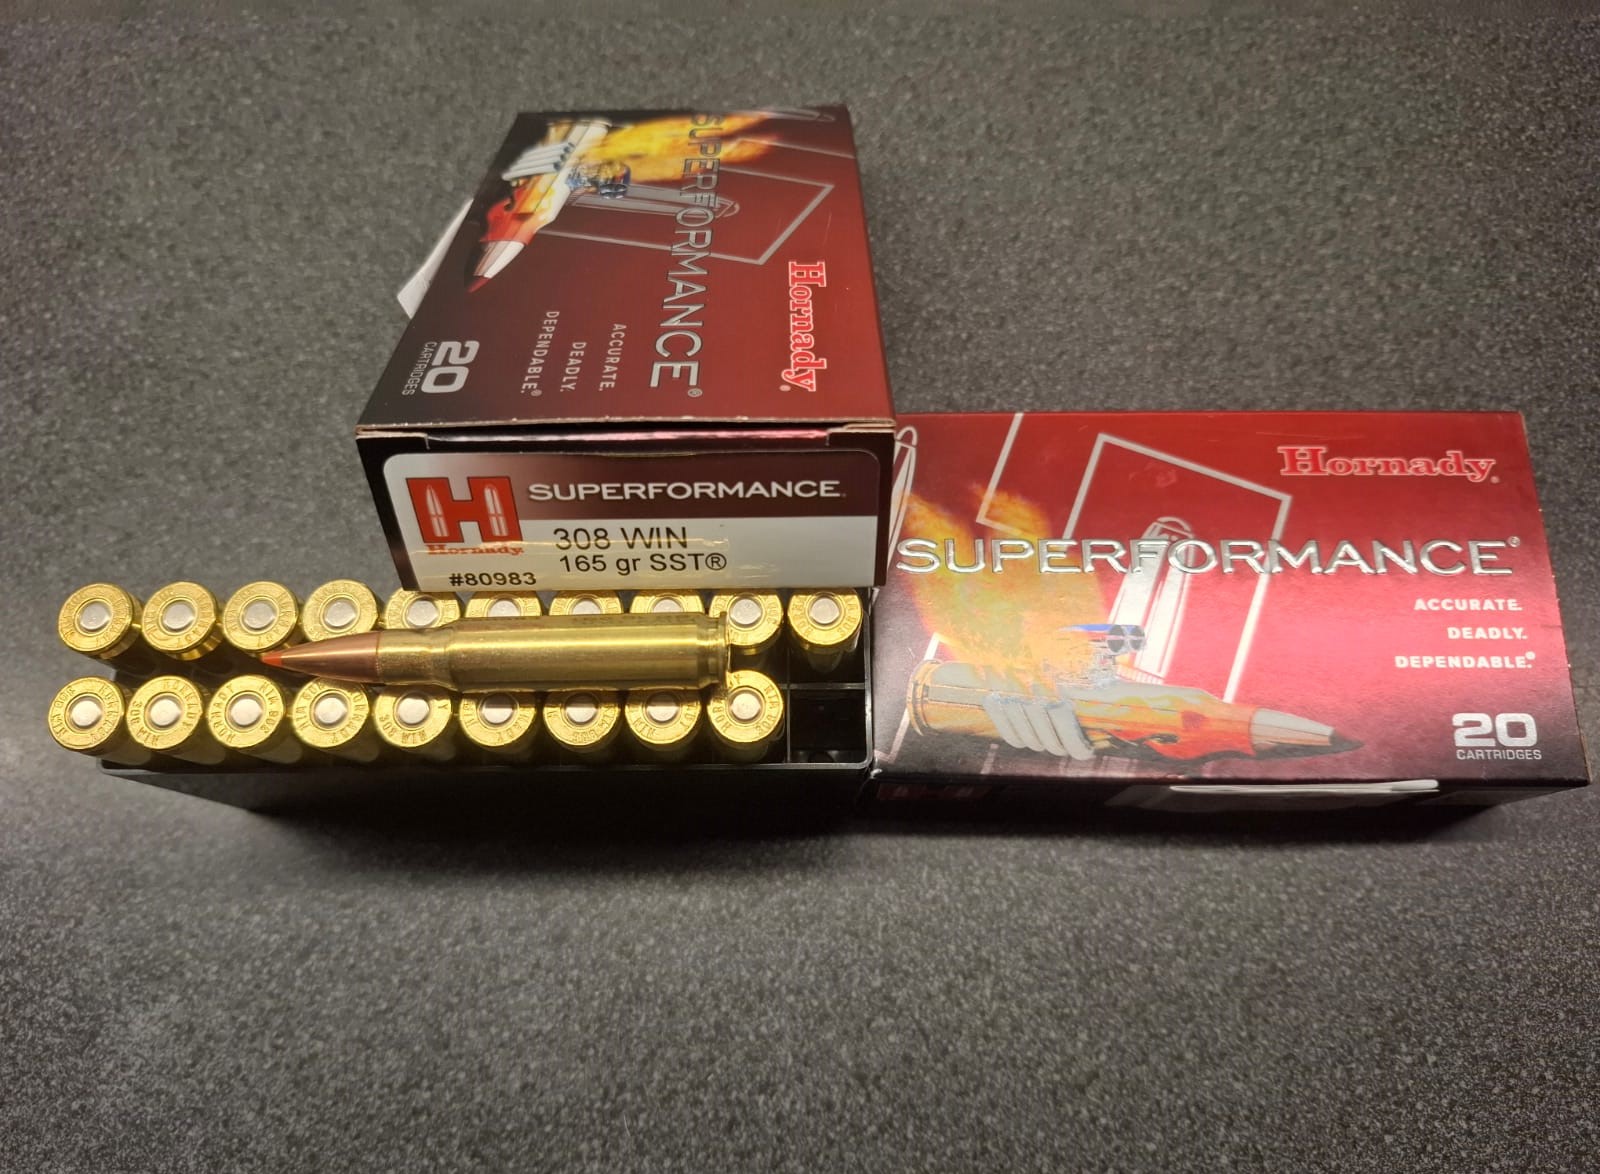 Hornady.
SUPERFORMANCE®
ACCURATE.
DEADLY.
DEPENDABLE.®
20
CARTRIDGES
H SUPERFORMANCE
Hornady.
308 WIN
165 gr SST®
#80983
Hornady.
SUPERFORMANCE®
ACCURATE.
DEADLY.
DEPENDABLE.®
20
CARTRIDGES